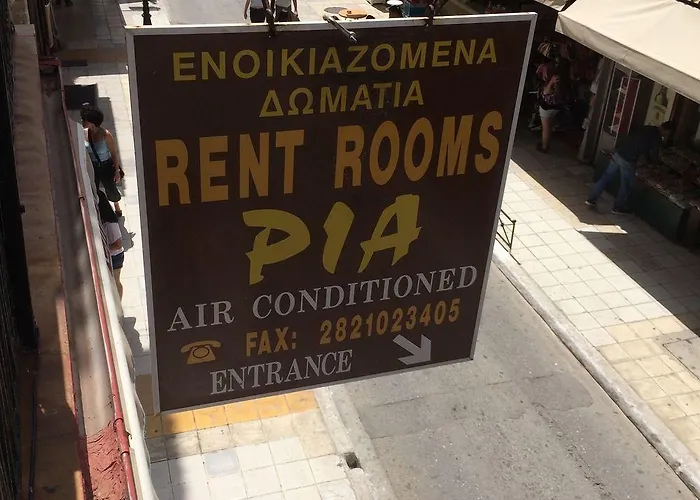 ΕΝΟΙΚΙΑΖΟΜΕΝΑ
ΔΩΜΑΤΙΑ
RENT ROOMS
PIA
AIR CONDITIONED
FAX: 2821023405
ENTRANCE